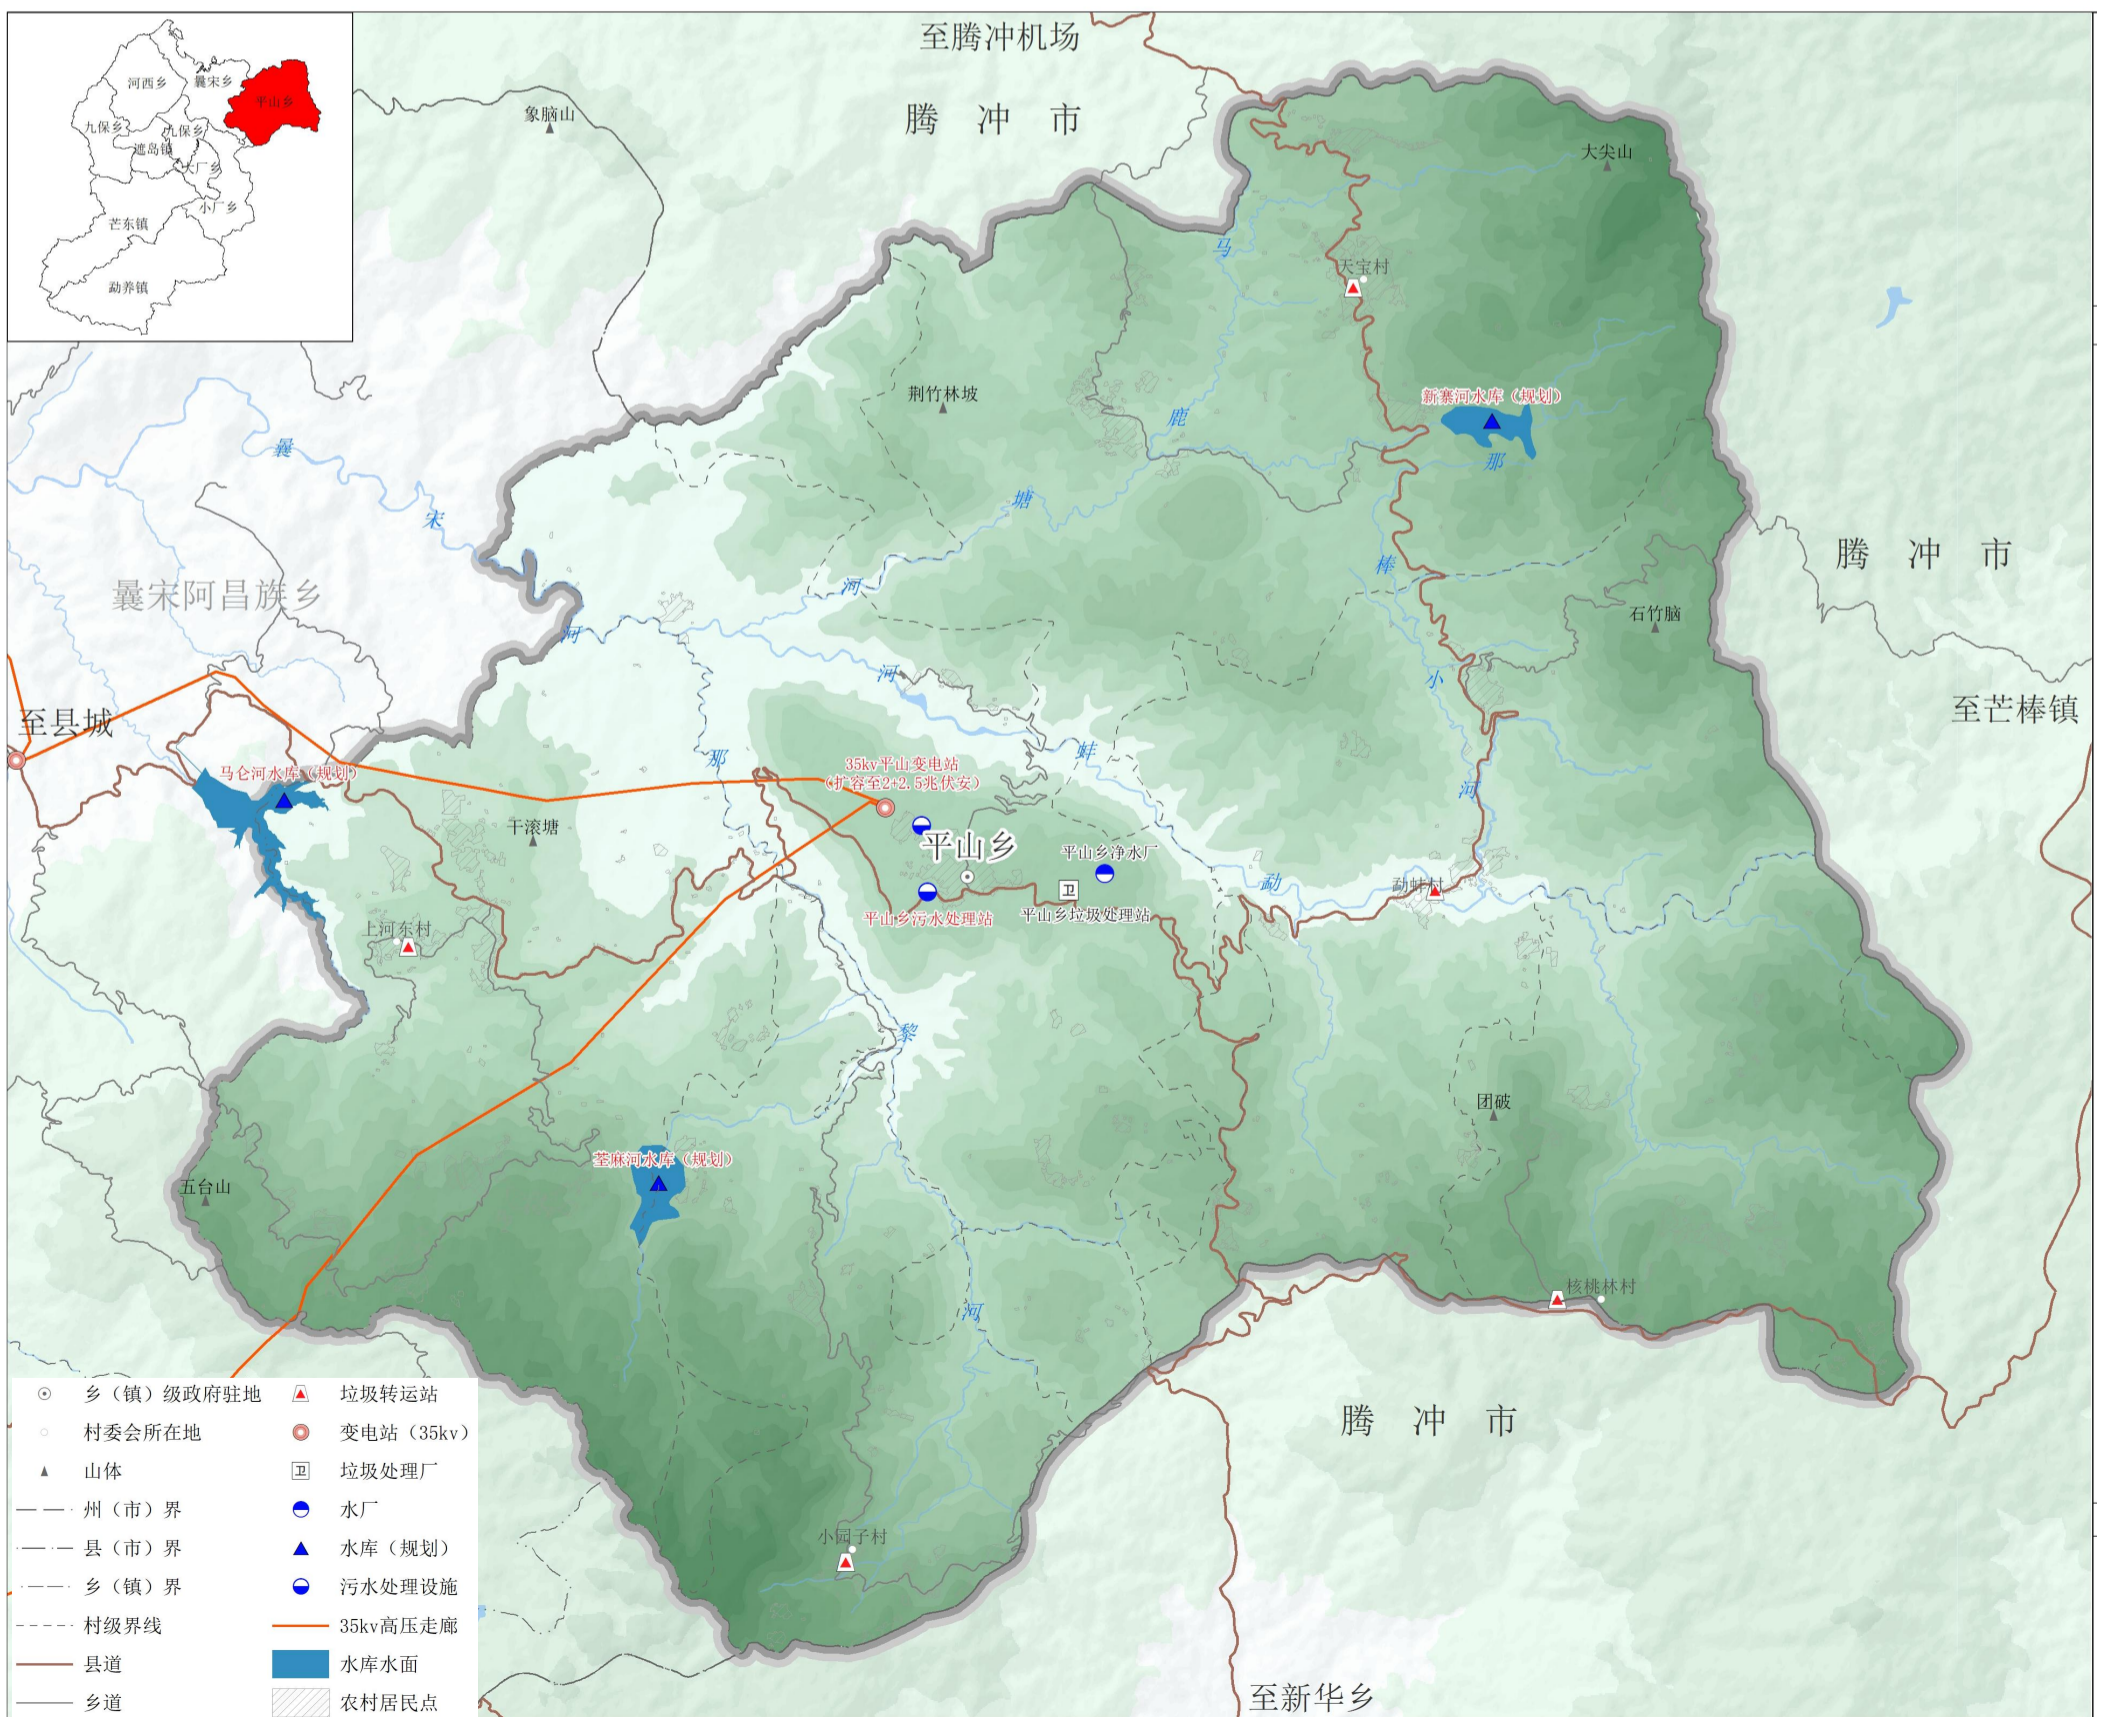 河西乡
曩宋乡
平山乡
九保乡
九保乡
遮岛镇
大厂乡
小厂乡
芒东镇
勐养镇
至腾冲机场
腾冲市
象脑山
大尖山
马
天宝村
荆竹林坡
鹿
新寨河水库（规划）
那
曩
宋
塘
河
棒
腾冲市
曩宋阿昌族乡
河
石竹脑
河
小
至县城
至芒棒镇
那
蚌
河
马仑河水库（规划）
35kv平山变电站
（扩容至2+2.5兆伏安）
干滚塘
平山乡
平山乡净水厂
勐
勐蚌村
平山乡污水处理站
平山乡垃圾处理站
卫
上河东村
黎
团破
荃麻河水库（规划）
五台山
核桃林村
河
腾冲市
小园子村
至新华乡
乡（镇）级政府驻地
垃圾转运站
村委会所在地
变电站（35kv）
山体
卫
垃圾处理厂
州（市）界
水厂
县（市）界
水库（规划）
乡（镇）界
污水处理设施
村级界线
35kv高压走廊
县道
水库水面
乡道
农村居民点